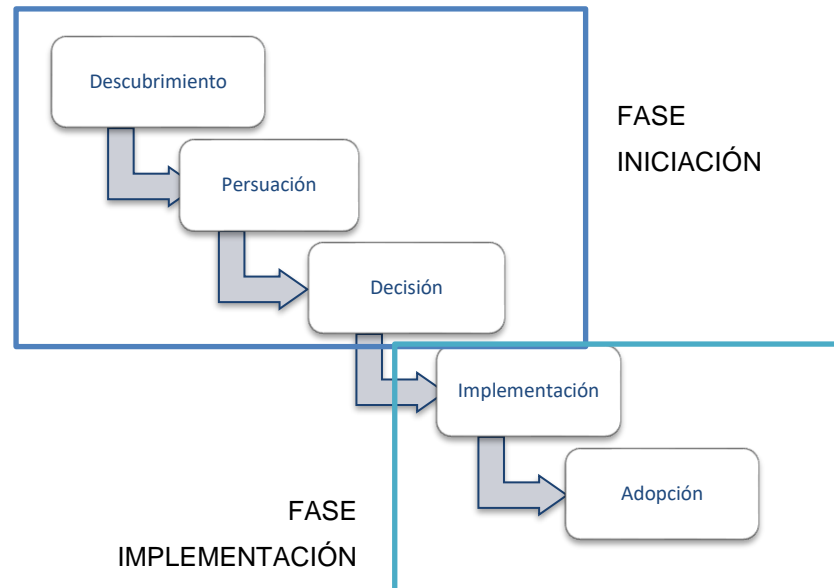 Descubrimiento
FASE
INICIACIÓN
Persuación
Decisión
Implementación
Adopción
FASE
IMPLEMENTACIÓN